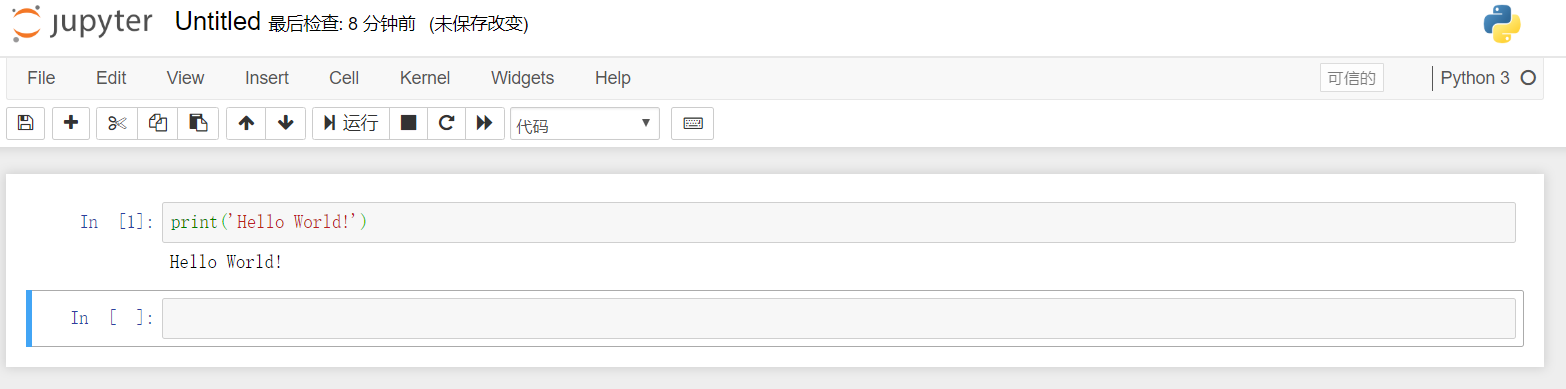 jupyter Untitled 最后检查: 8 分钟前 (未保存改变)
File Edit View Insert Cell Kernel Widgets Help 可信的 Python 3
运行 代码
In [1]: print('Hello World!')
Hello World!
In [ ]: